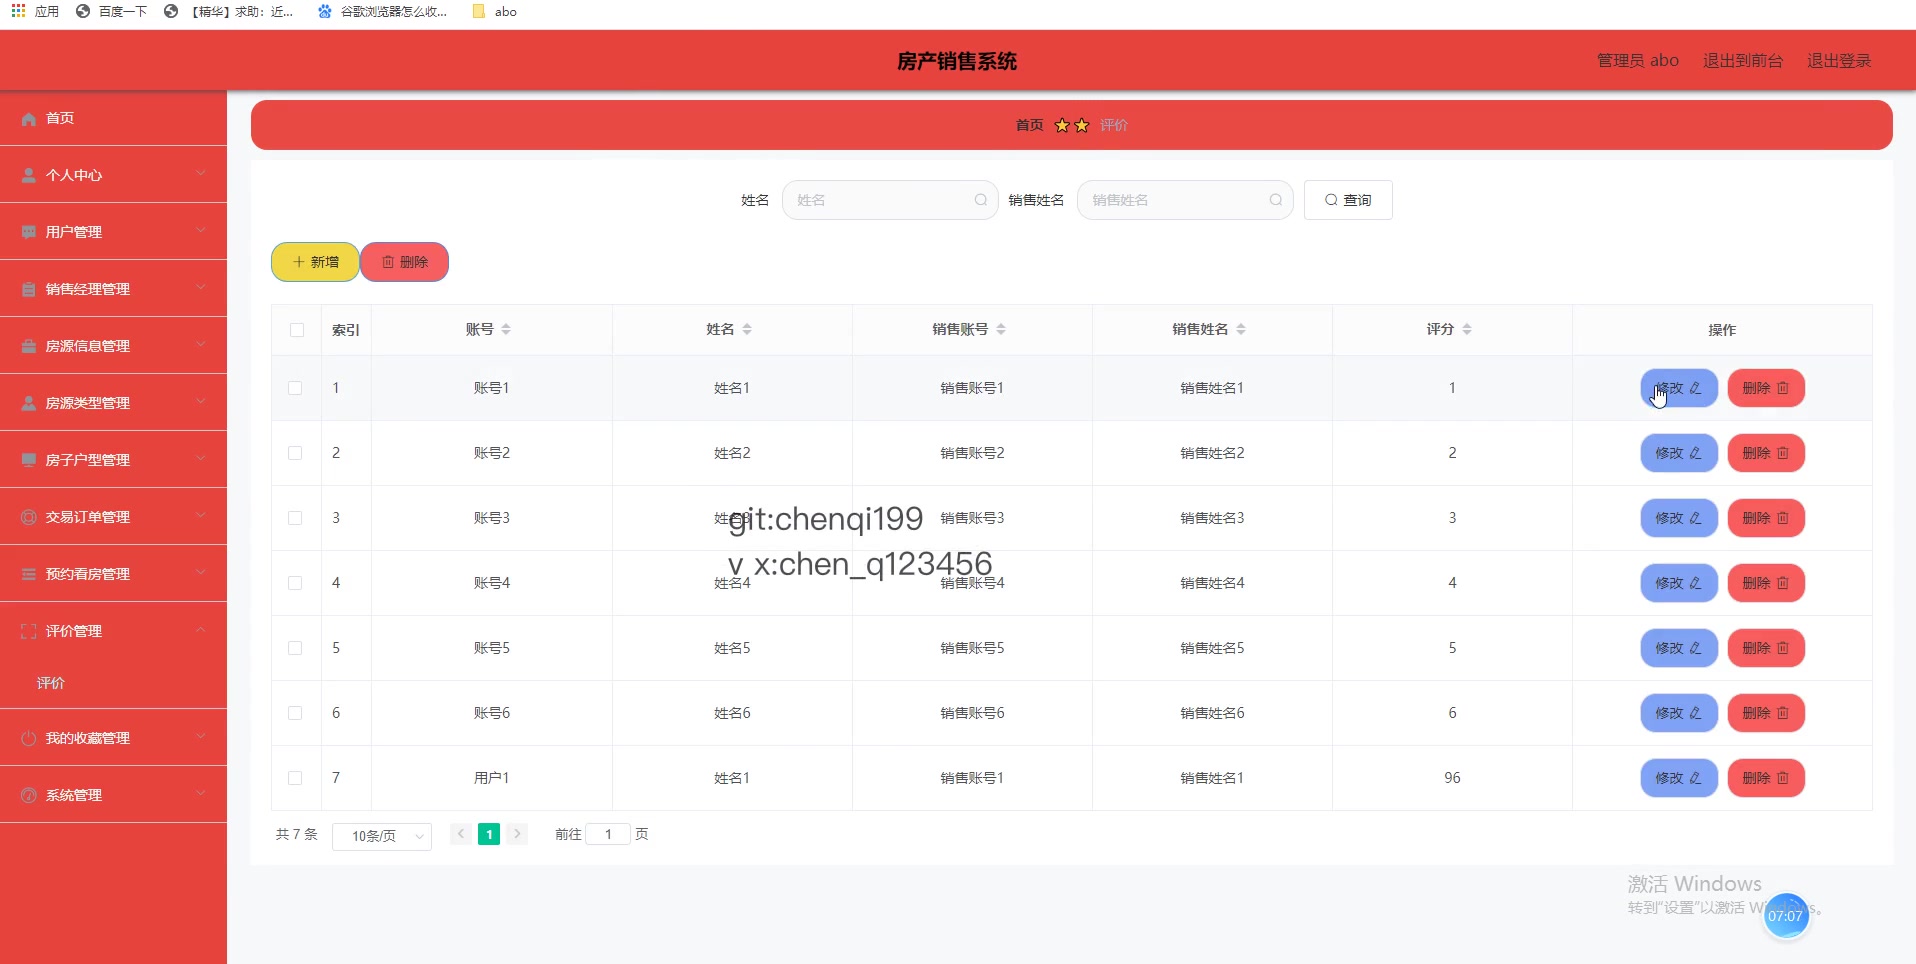 应用 百度一下 【精华】求助：近... 谷歌浏览器怎么收... abo
房产销售系统
管理员 abo 退出到前台 退出登录
首页
个人中心
用户管理
销售经理管理
房源信息管理
房源类型管理
房子户型管理
交易订单管理
预约看房管理
评价管理
评价
我的收藏管理
系统管理
首页 评价
姓名 姓名 销售姓名 销售姓名 查询
新增 删除
索引 账号 姓名 销售账号 销售姓名 评分 操作
1 账号1 姓名1 销售账号1 销售姓名1 1 修改 删除
2 账号2 姓名2 销售账号2 销售姓名2 2 修改 删除
3 账号3 姓名3 销售账号3 销售姓名3 3 修改 删除
git:chenqi199
v x:chen_q123456
4 账号4 姓名4 销售账号4 销售姓名4 4 修改 删除
5 账号5 姓名5 销售账号5 销售姓名5 5 修改 删除
6 账号6 姓名6 销售账号6 销售姓名6 6 修改 删除
7 用户1 姓名1 销售账号1 销售姓名1 96 修改 删除
共 7 条 10条/页 1 前往 1 页
激活 Windows
转到"设置"以激活 Windows。
07:07